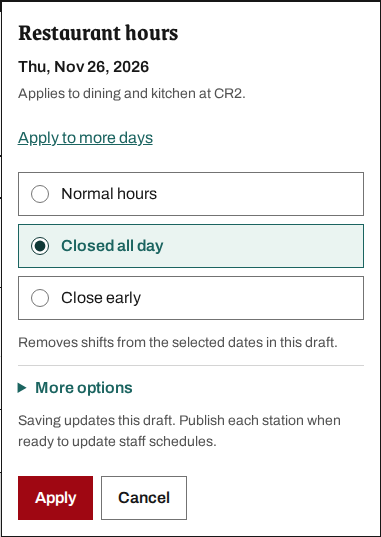 Restaurant hours
Thu, Nov 26, 2026
Applies to dining and kitchen at CR2.
Apply to more days
Normal hours
Closed all day
Close early
Removes shifts from the selected dates in this draft.
More options
Saving updates this draft. Publish each station when
ready to update staff schedules.
Apply
Cancel